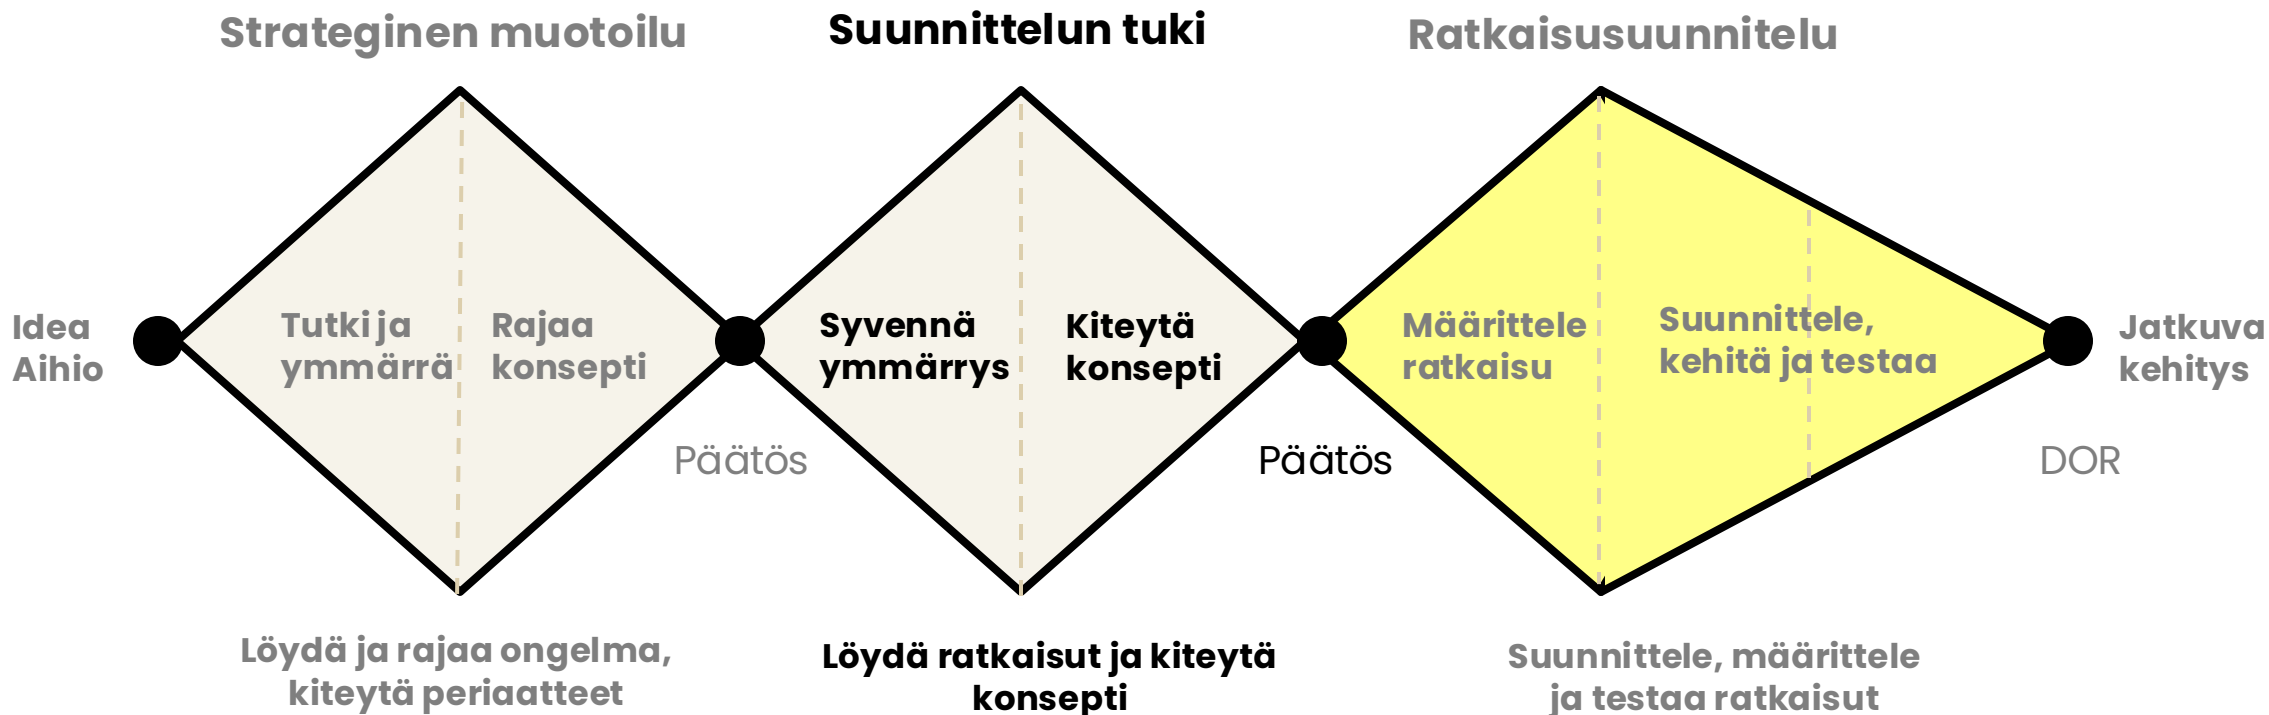 Strateginen muotoilu
Suunnittelun tuki
Ratkaisusuunnitelu
Idea
Aihio
Tutki ja
ymmärrä
Rajaa
konsepti
Syvennä
ymmärrys
Kiteytä
konsepti
Määrittele
ratkaisu
Suunnittele,
kehitä ja testaa
Jatkuva
kehitys
Päätös
Päätös
DOR
Löydä ja rajaa ongelma,
kiteytä periaatteet
Löydä ratkaisut ja kiteytä
konsepti
Suunnittele, määrittele
ja testaa ratkaisut